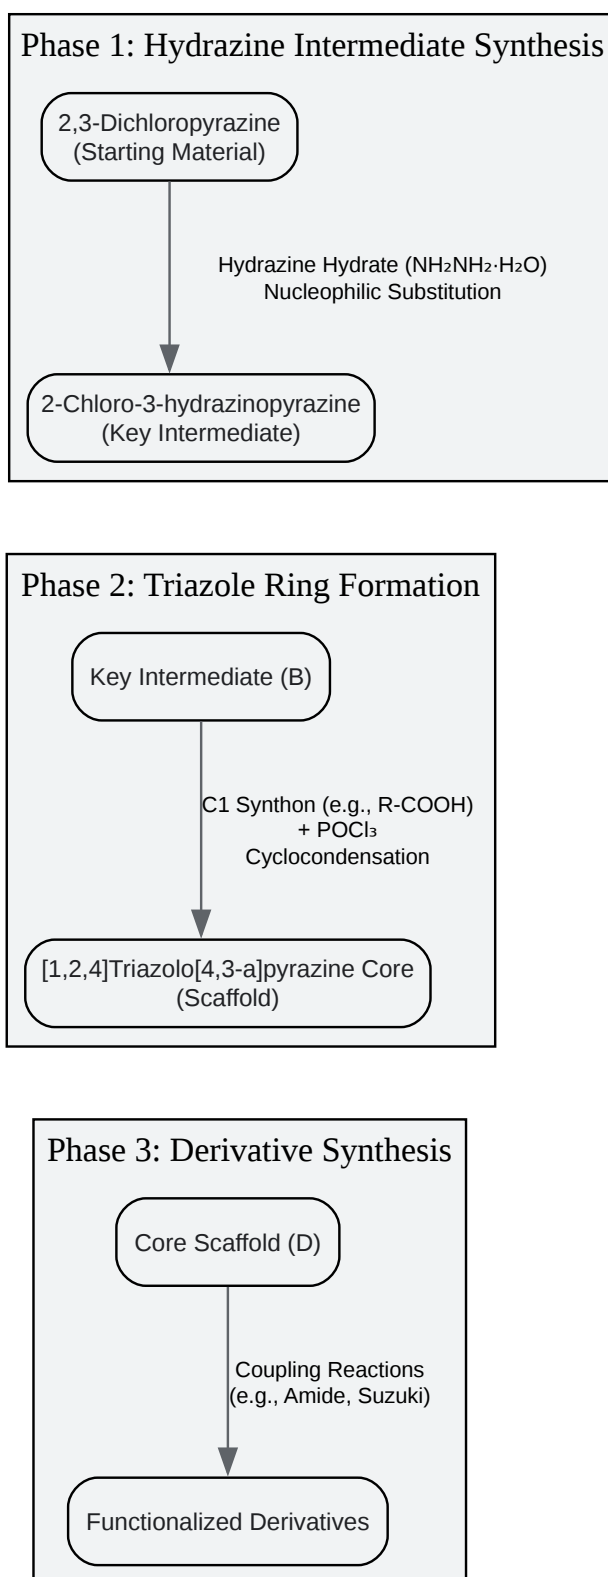 Phase 1: Hydrazine Intermediate Synthesis
2,3-Dichloropyrazine
(Starting Material)
Hydrazine Hydrate (NH₂NH₂·H₂O)
Nucleophilic Substitution
2-Chloro-3-hydrazinopyrazine
(Key Intermediate)
Phase 2: Triazole Ring Formation
Key Intermediate (B)
C1 Synthon (e.g., R-COOH)
+ POCl₃
Cyclocondensation
[1,2,4]Triazolo[4,3-a]pyrazine Core
(Scaffold)
Phase 3: Derivative Synthesis
Core Scaffold (D)
Coupling Reactions
(e.g., Amide, Suzuki)
Functionalized Derivatives